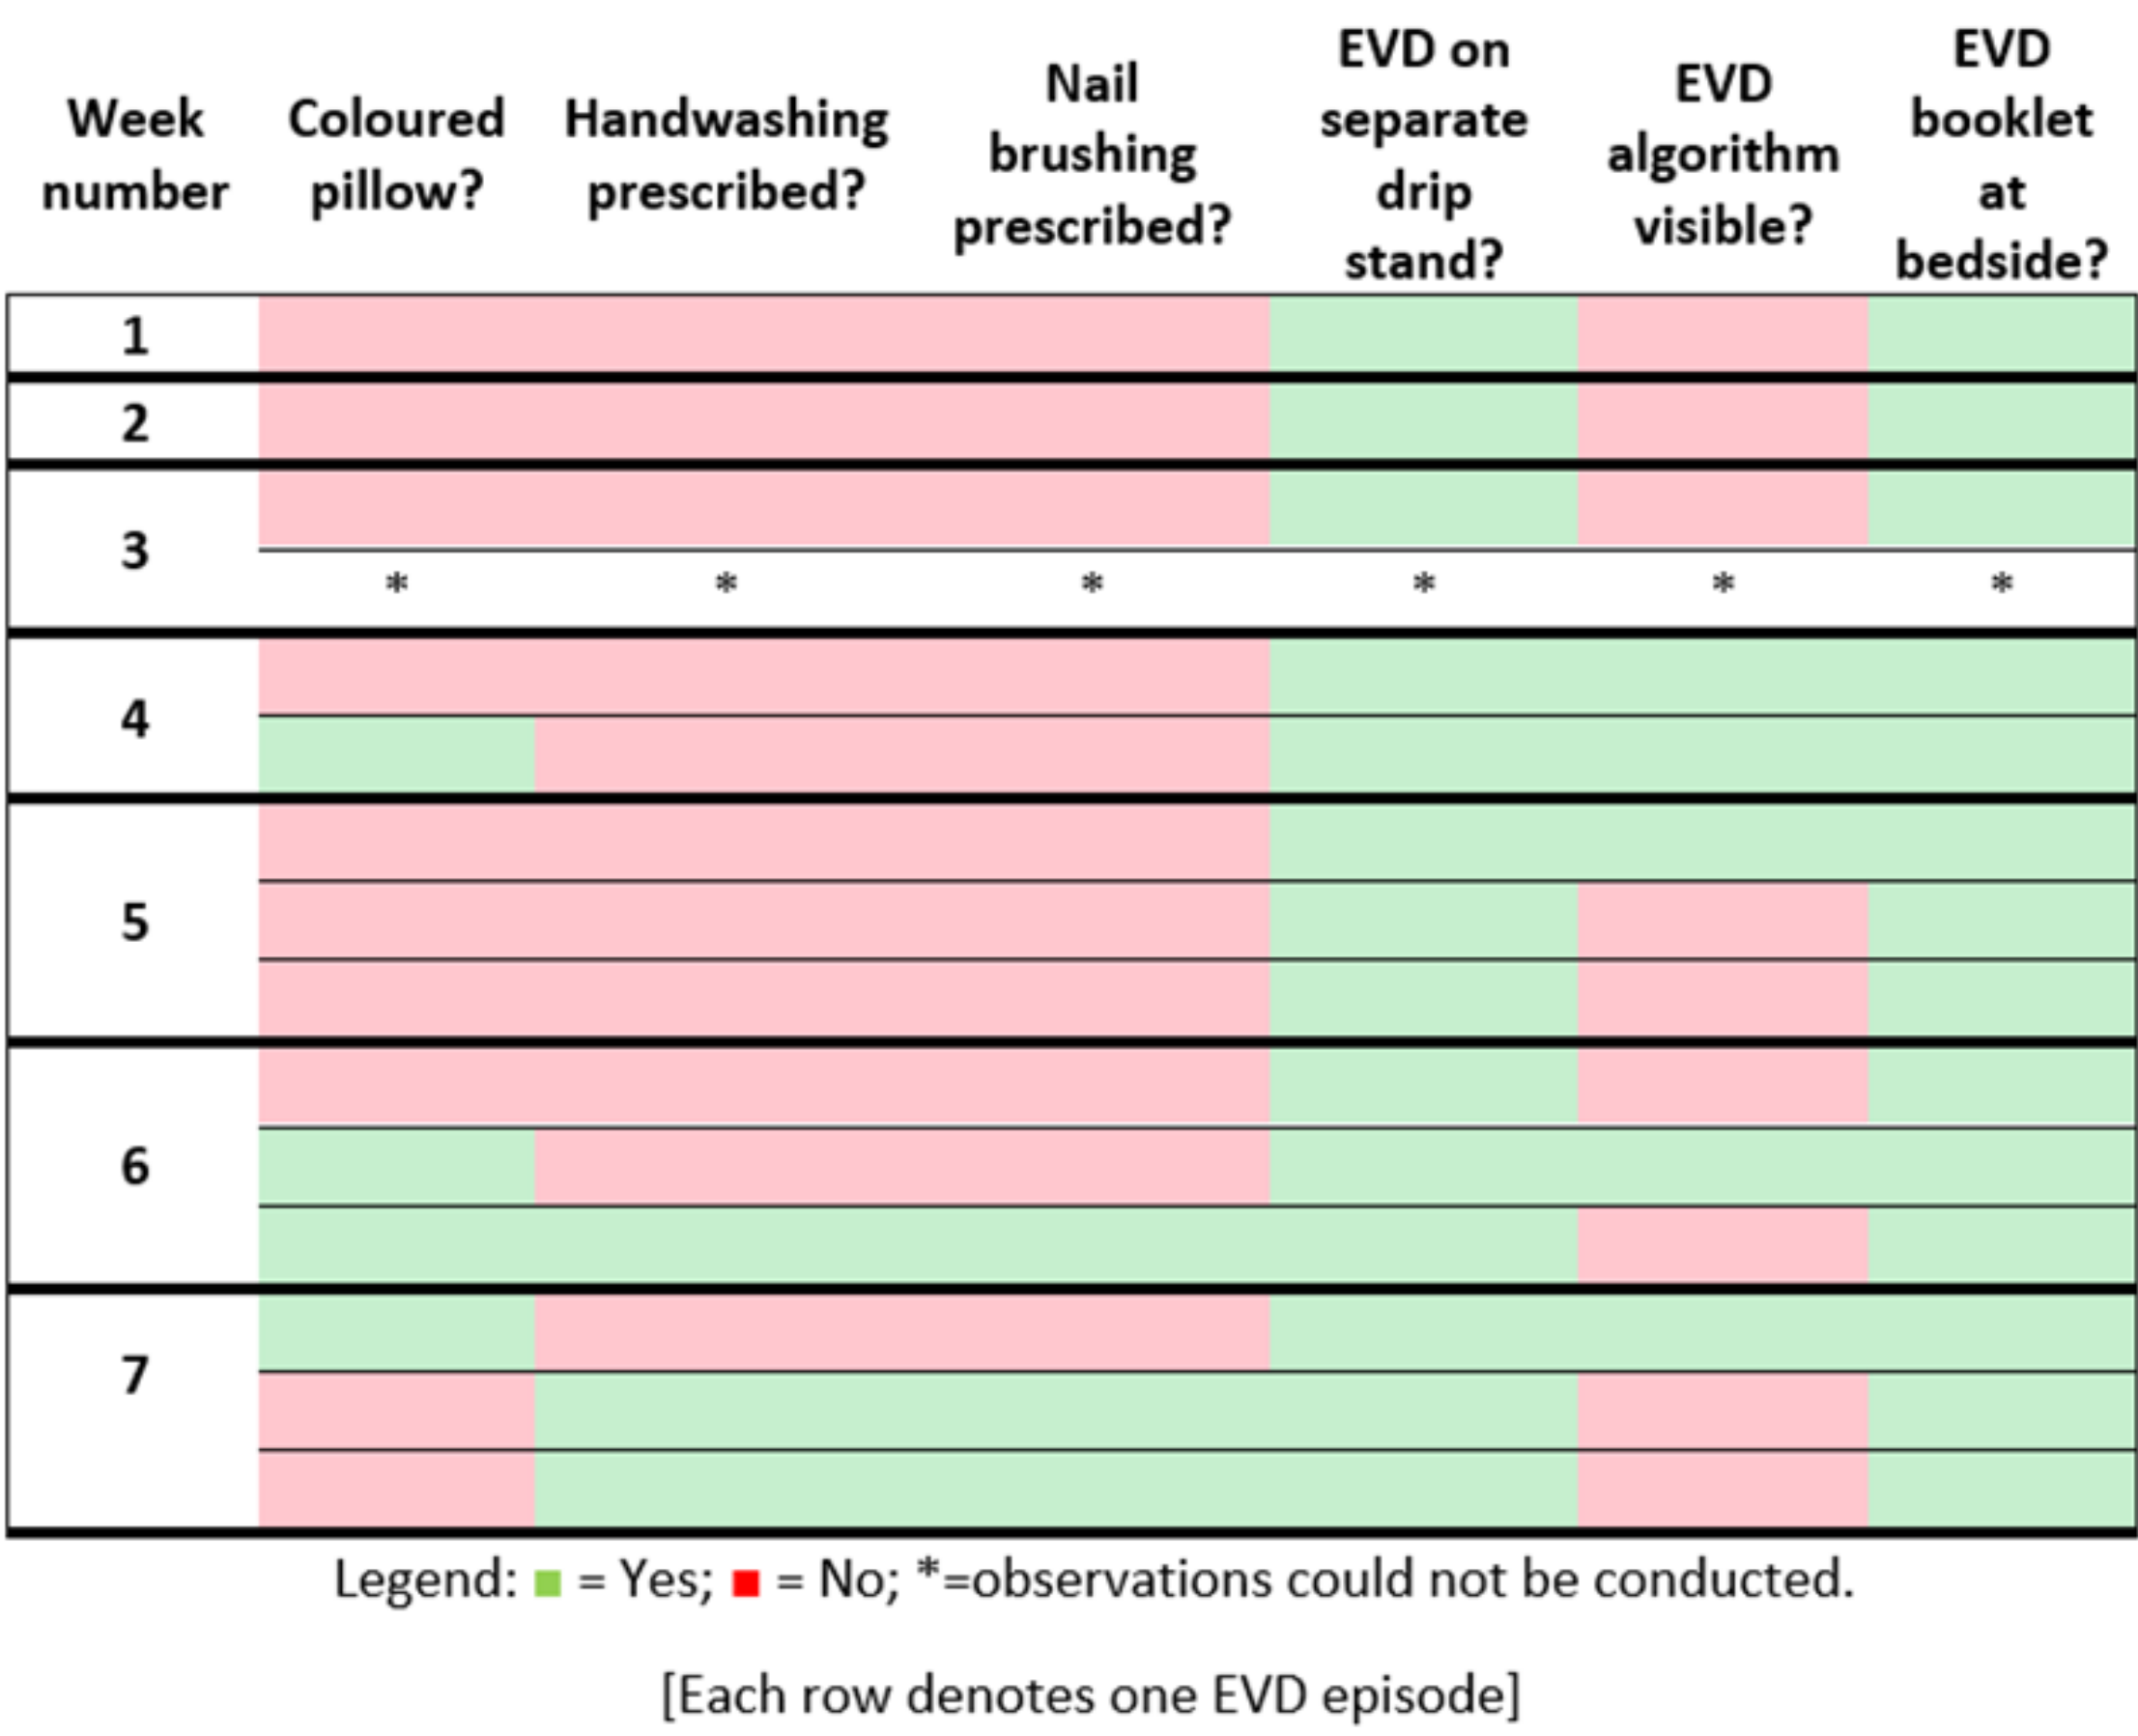 Week number
Coloured pillow?
Handwashing prescribed?
Nail brushing prescribed?
EVD on separate drip stand?
EVD algorithm visible?
EVD booklet at bedside?
1
2
3
* * * * * *
4
5
6
7
Legend: = Yes; = No; *=observations could not be conducted.
[Each row denotes one EVD episode]